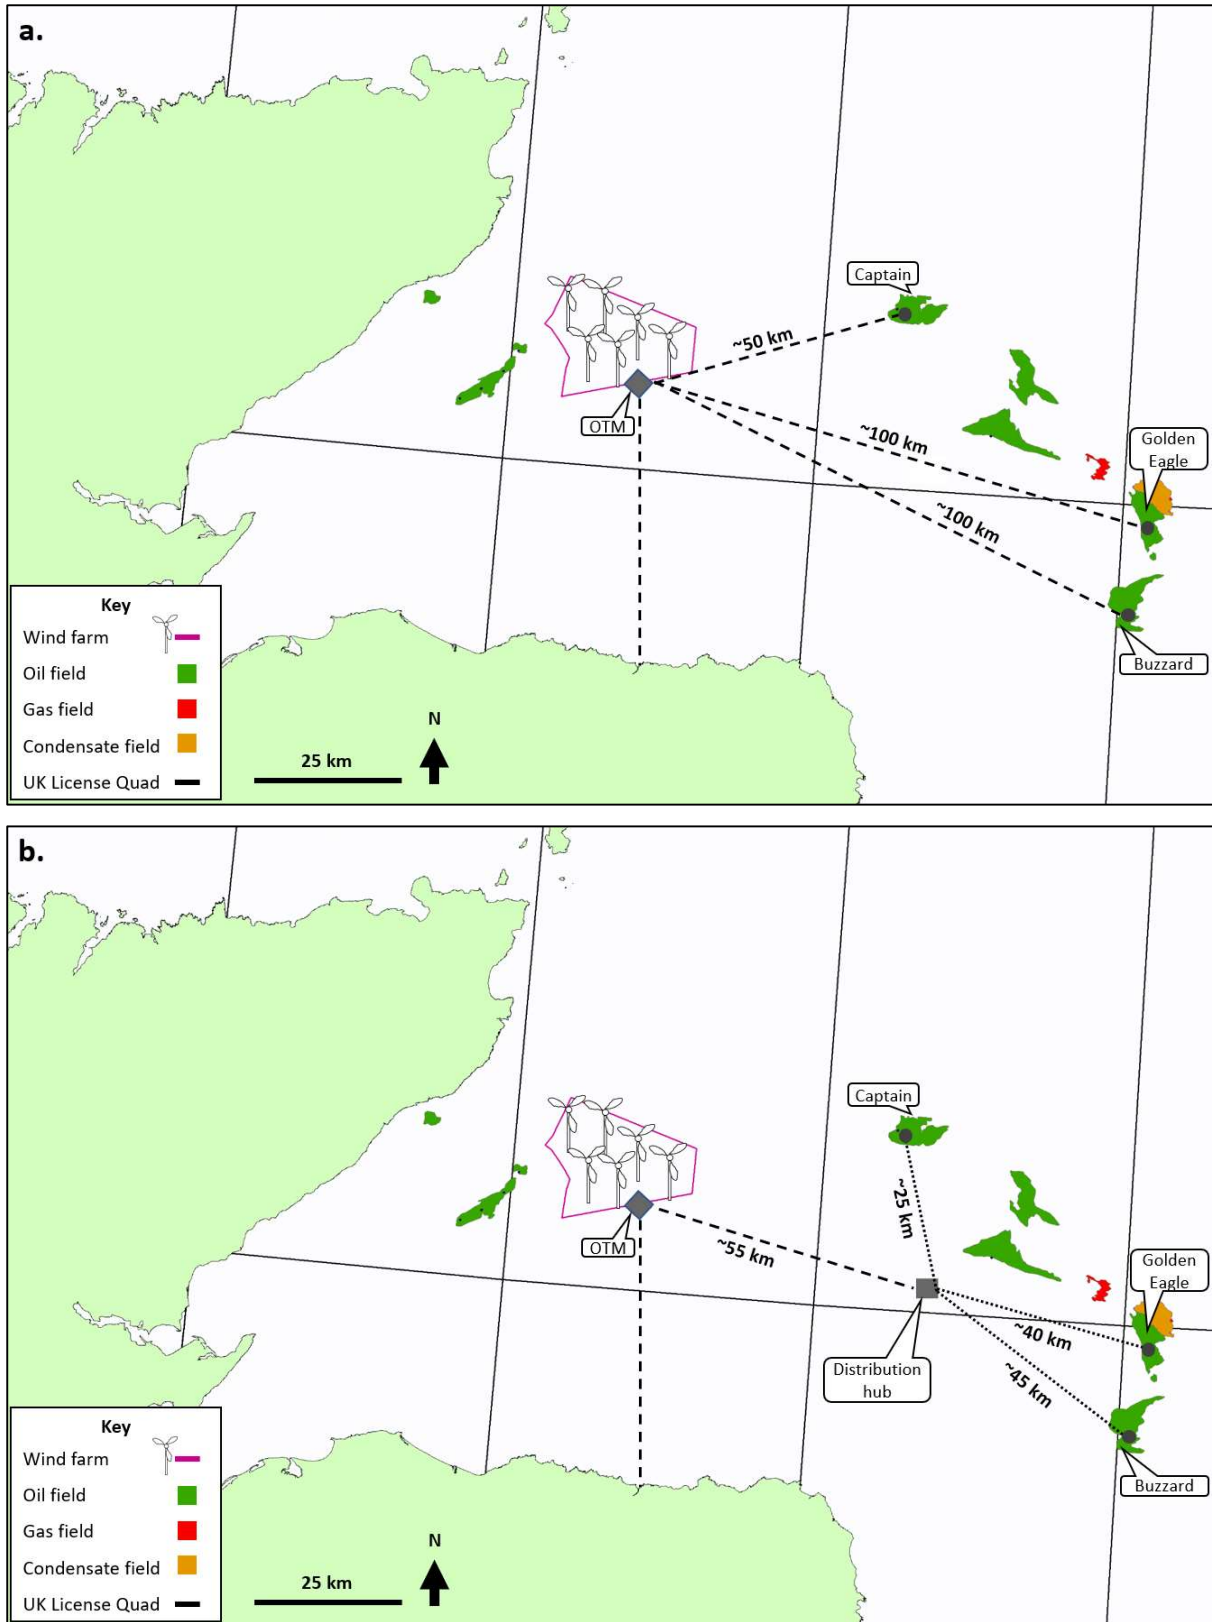 a.
Captain
~50 km
OTM
~100 km
Golden
Eagle
~100 km
Buzzard
Key
Wind farm
Oil field
Gas field
Condensate field
UK License Quad
N
25 km
b.
Captain
~25 km
OTM
~55 km
Golden
Eagle
~40 km
Distribution
hub
~45 km
Buzzard
Key
Wind farm
Oil field
Gas field
Condensate field
UK License Quad
N
25 km